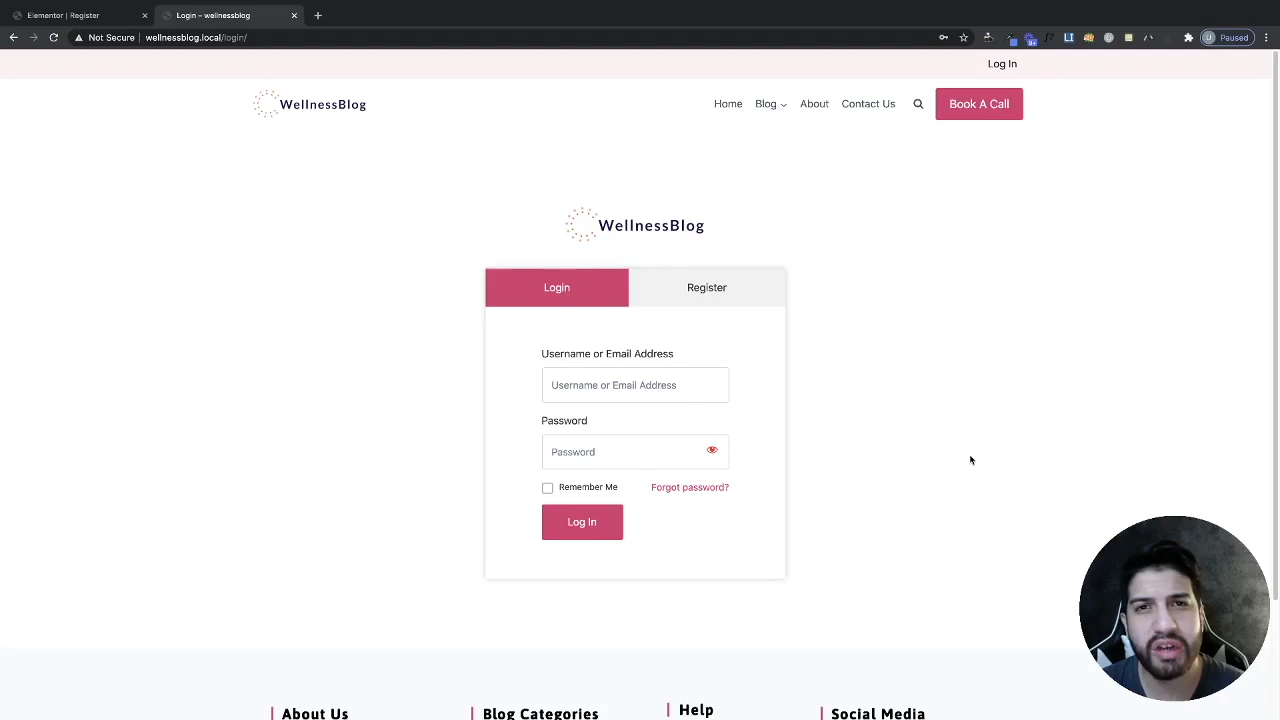 Elementor | Register
Login – wellnessblog
Not Secure
wellnessblog.local/login/
9+
LI
U
Paused
Log In
WellnessBlog
Home
Blog
About
Contact Us
Book A Call
WellnessBlog
Login
Register
Username or Email Address
Username or Email Address
Password
Password
Remember Me
Forgot password?
Log In
About Us
Blog Categories
Help
Social Media